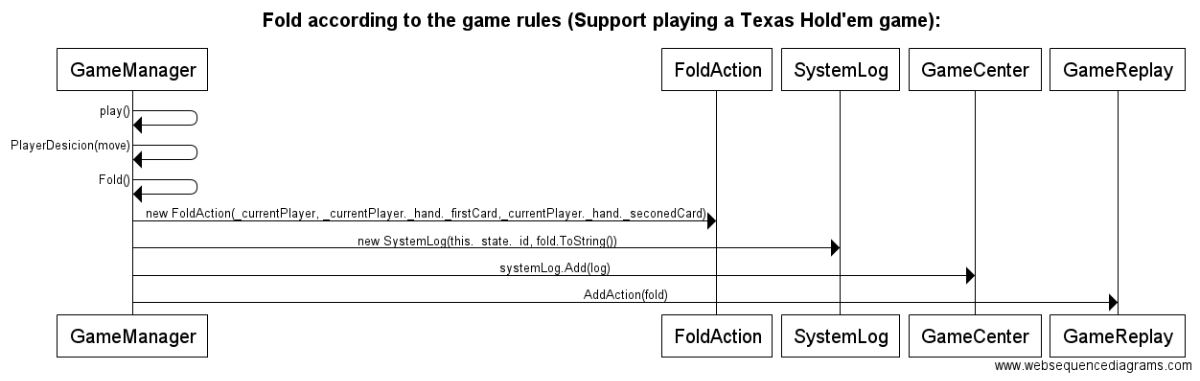 Fold according to the game rules (Support playing a Texas Hold'em game):
GameManager FoldAction SystemLog GameCenter GameReplay
play()
PlayerDesicion(move)
Fold()
new FoldAction(_currentPlayer, _currentPlayer._hand._firstCard,_currentPlayer._hand._seconedCard)
new SystemLog(this._state._id, fold.ToString())
systemLog.Add(log)
AddAction(fold)
GameManager FoldAction SystemLog GameCenter GameReplay
www.websequencediagrams.com